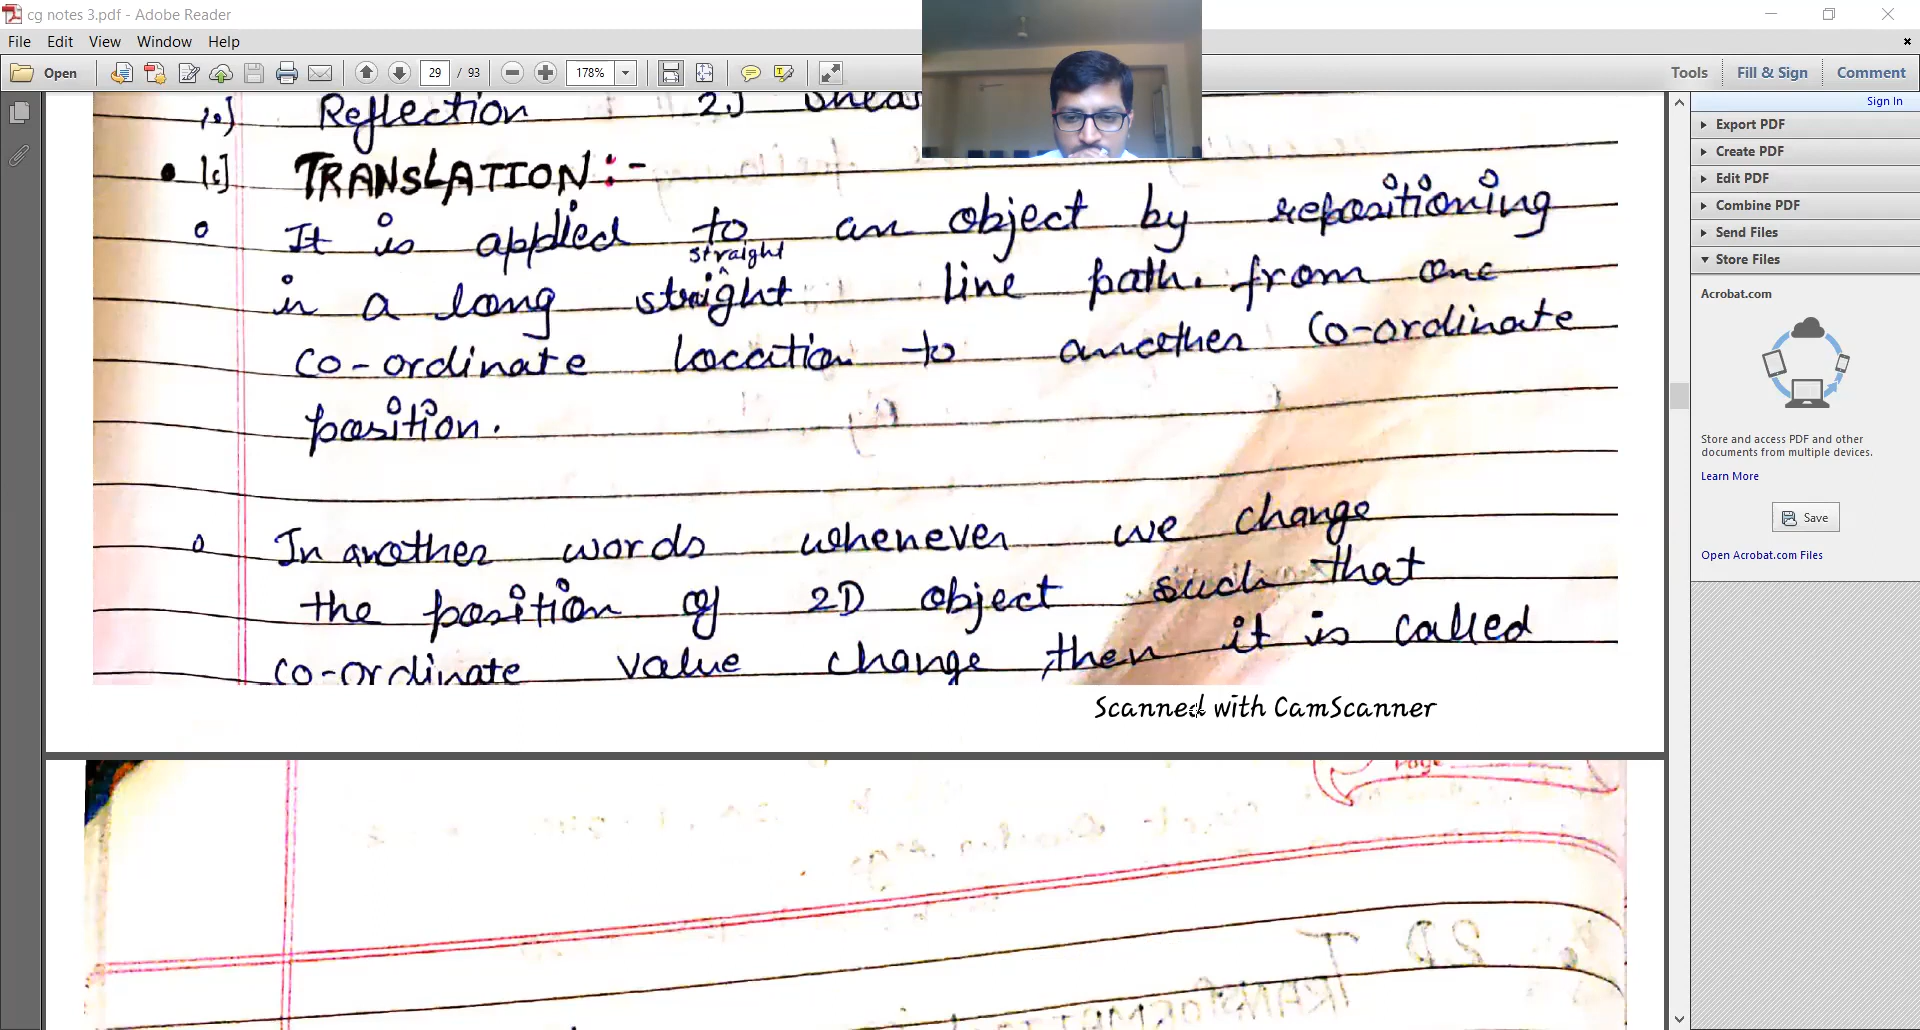 cg notes 3.pdf - Adobe Reader
File Edit View Window Help
Open 29 / 93 178% Tools Fill & Sign Comment
1.) Reflection 2.)
1.] TRANSLATION:-
It is applied to an object by repositioning
straight
in a long straight line path. from one
co-ordinate location to another co-ordinate
position.
In another words whenever we change
the position of 2D object such that
co-ordinate value change, then it is called
Scanned with CamScanner
Page
2D T
Sign In
Export PDF
Create PDF
Edit PDF
Combine PDF
Send Files
Store Files
Acrobat.com
Store and access PDF and other
documents from multiple devices.
Learn More
Save
Open Acrobat.com Files